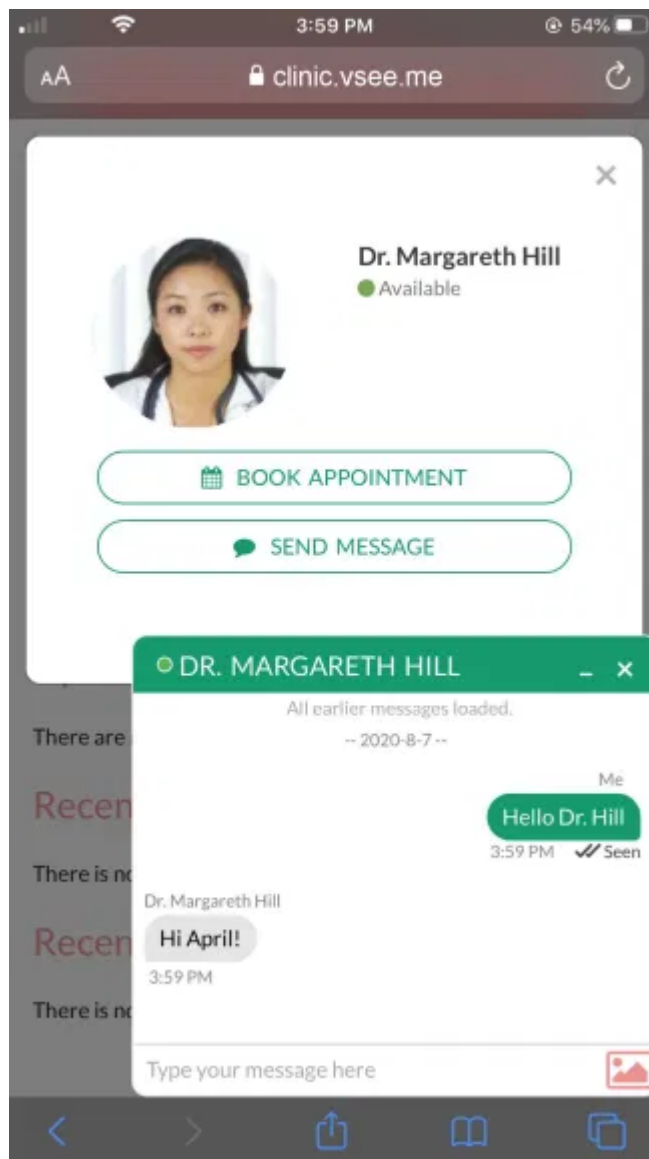 3:59 PM
54%
AA
clinic.vsee.me
Dr. Margareth Hill
Available
BOOK APPOINTMENT
SEND MESSAGE
DR. MARGARETH HILL
All earlier messages loaded.
-- 2020-8-7 --
There are
Me
Hello Dr. Hill
Recen
3:59 PM Seen
There is no
Dr. Margareth Hill
Recen
Hi April!
3:59 PM
There is no
Type your message here